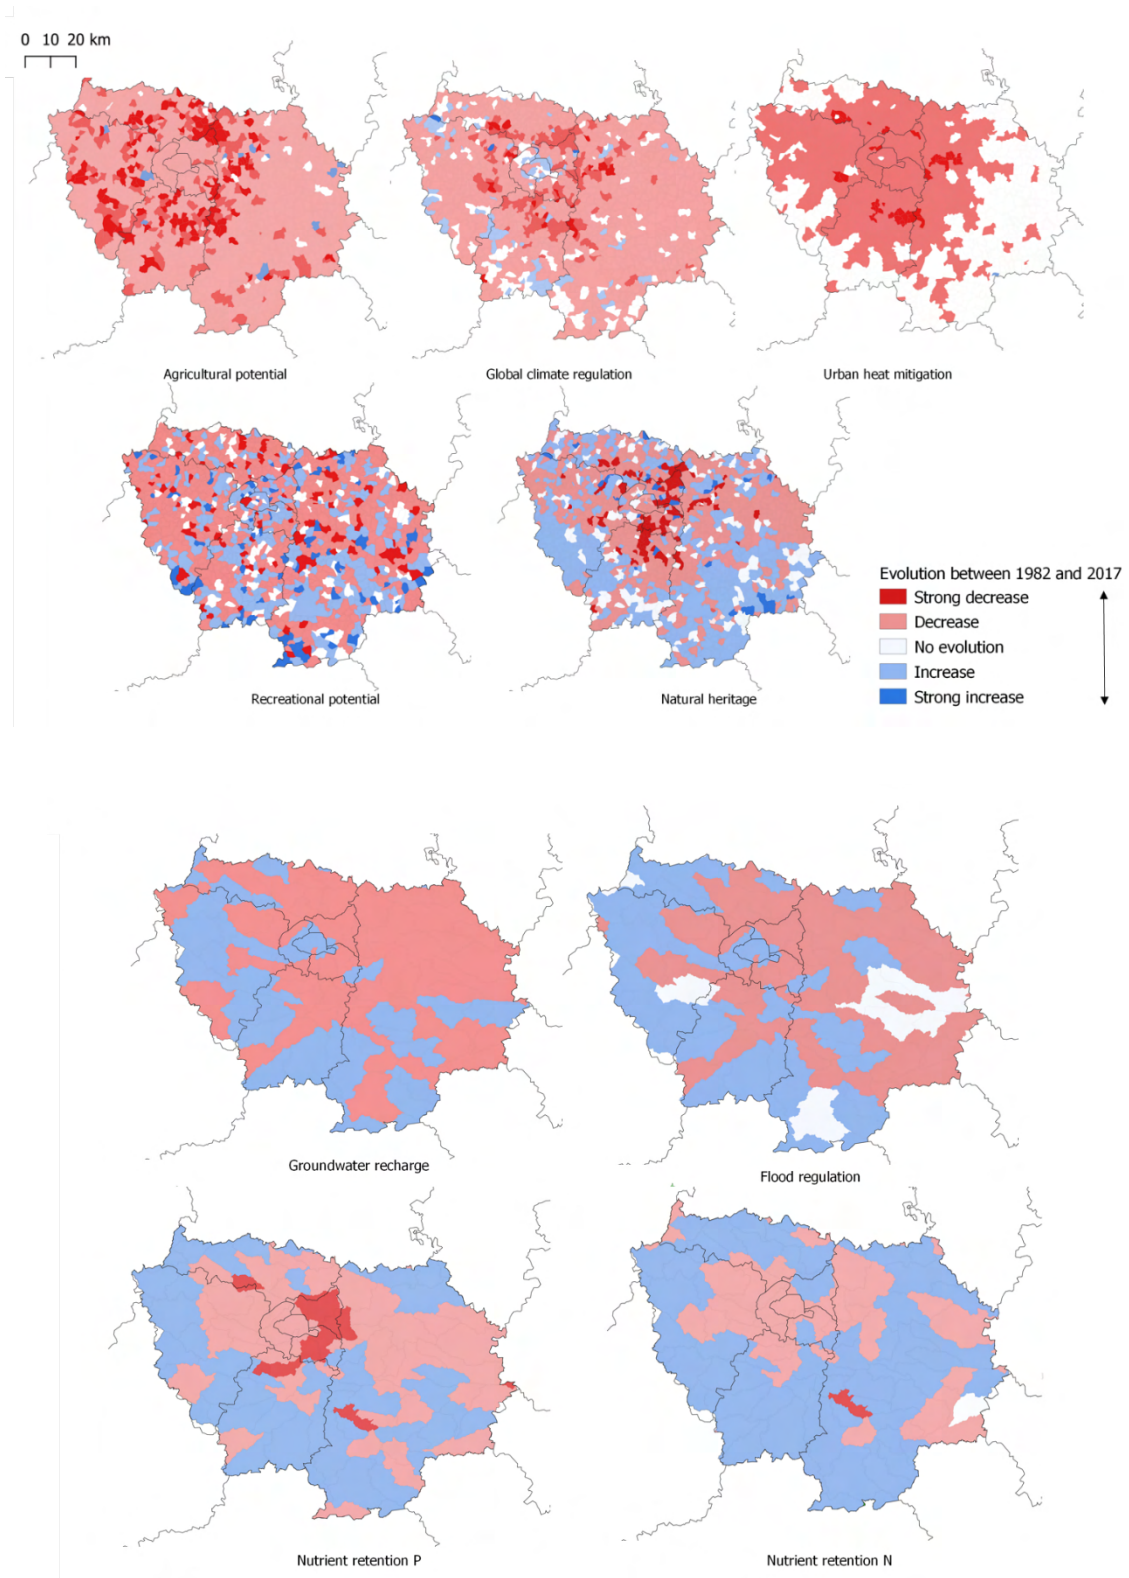 0 10 20 km
Agricultural potential
Global climate regulation
Urban heat mitigation
Recreational potential
Natural heritage
Evolution between 1982 and 2017
Strong decrease
Decrease
No evolution
Increase
Strong increase
Groundwater recharge
Flood regulation
Nutrient retention P
Nutrient retention N